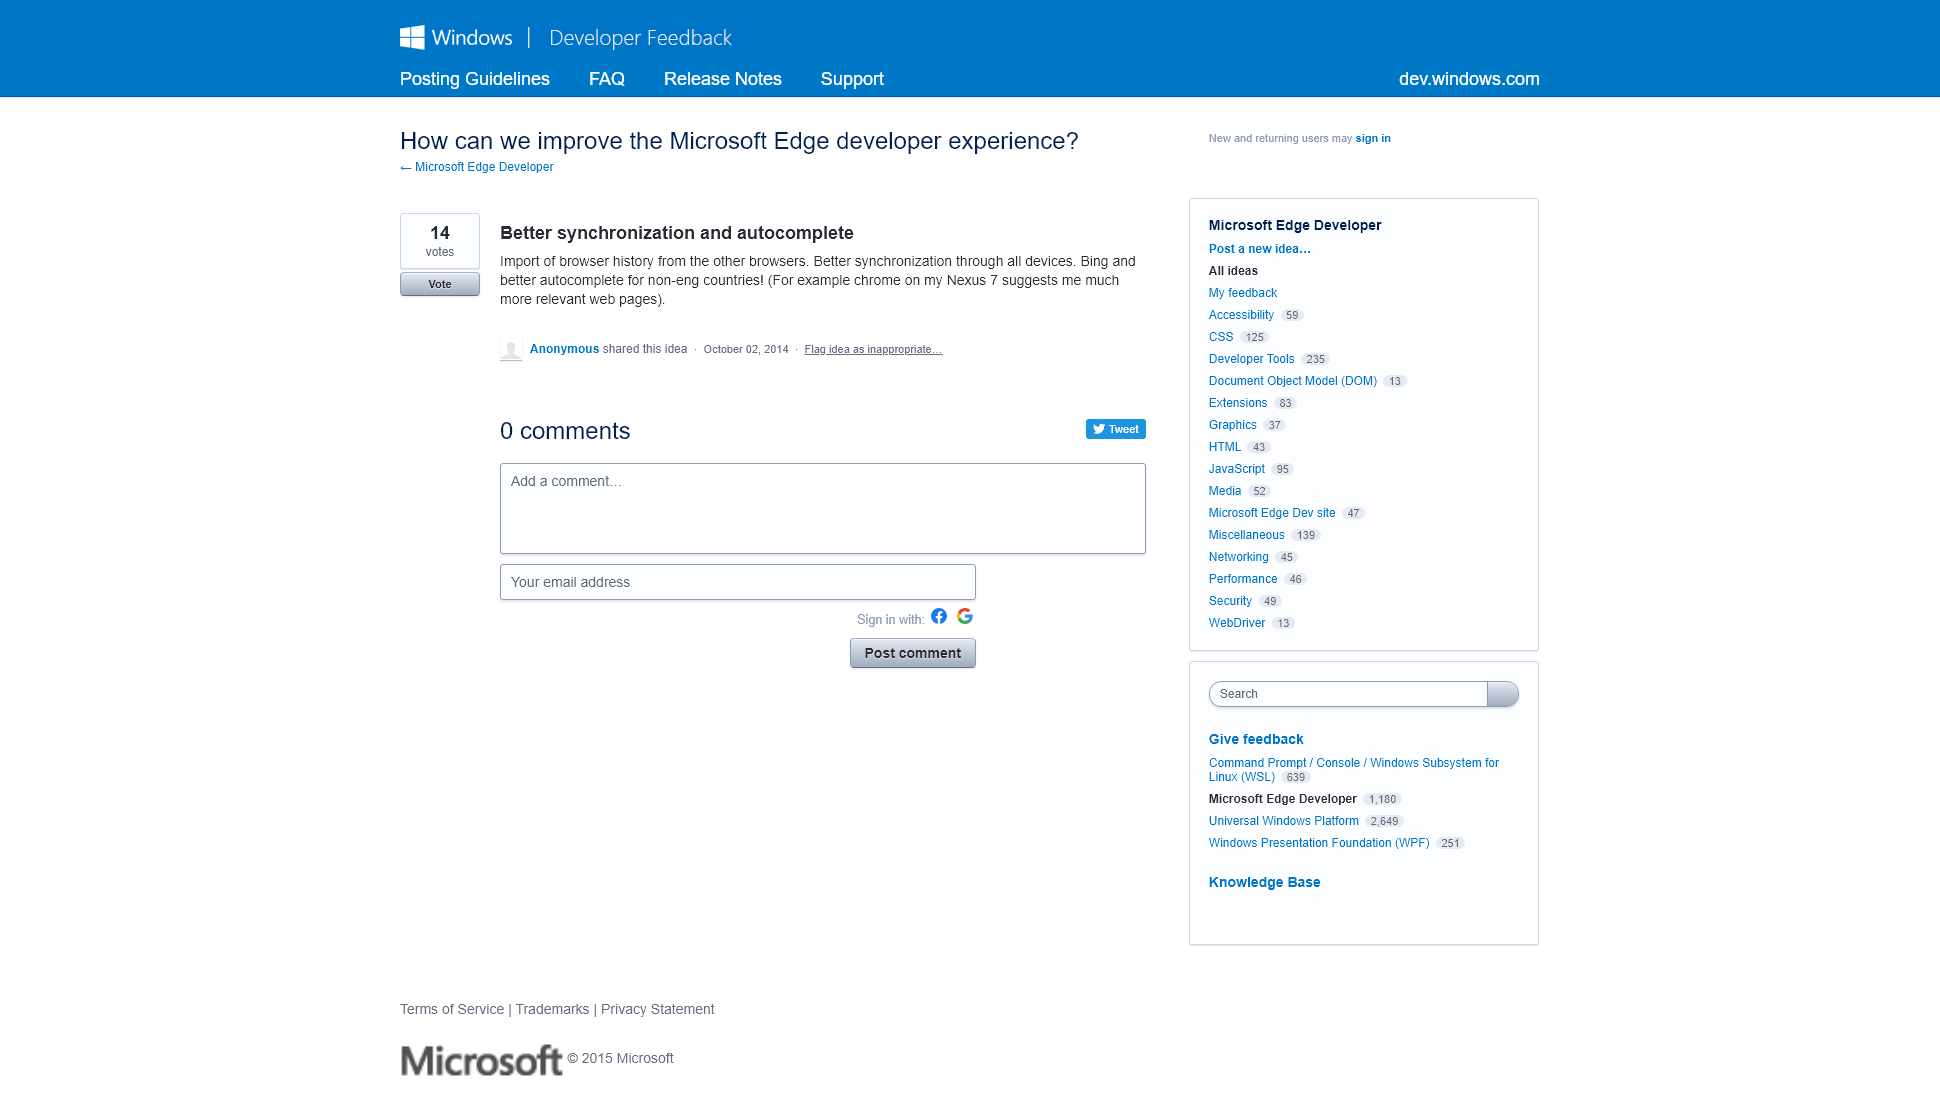 Windows | Developer Feedback
Posting Guidelines FAQ Release Notes Support dev.windows.com
How can we improve the Microsoft Edge developer experience?
← Microsoft Edge Developer
New and returning users may sign in
14
votes
Vote
Better synchronization and autocomplete
Import of browser history from the other browsers. Better synchronization through all devices. Bing and
better autocomplete for non-eng countries! (For example chrome on my Nexus 7 suggests me much
more relevant web pages).
Anonymous shared this idea · October 02, 2014 · Flag idea as inappropriate…
0 comments
Tweet
Add a comment…
Your email address
Sign in with:
Post comment
Microsoft Edge Developer
Post a new idea…
All ideas
My feedback
Accessibility 59
CSS 125
Developer Tools 235
Document Object Model (DOM) 13
Extensions 83
Graphics 37
HTML 43
JavaScript 95
Media 52
Microsoft Edge Dev site 47
Miscellaneous 139
Networking 45
Performance 46
Security 49
WebDriver 13
Search
Give feedback
Command Prompt / Console / Windows Subsystem for
Linux (WSL) 639
Microsoft Edge Developer 1,180
Universal Windows Platform 2,649
Windows Presentation Foundation (WPF) 251
Knowledge Base
Terms of Service | Trademarks | Privacy Statement
Microsoft © 2015 Microsoft